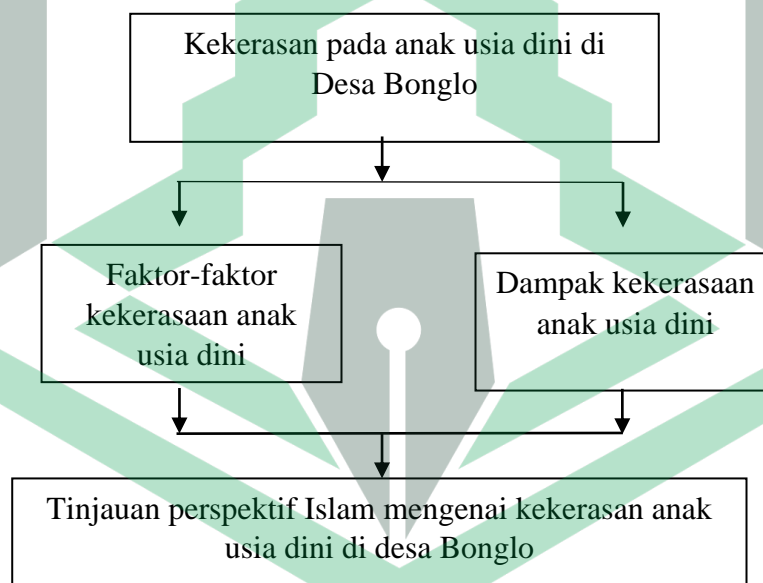 Kekerasan pada anak usia dini di
Desa Bonglo
Faktor-faktor
kekerasaan anak
usia dini
Dampak kekerasaan
anak usia dini
Tinjauan perspektif Islam mengenai kekerasan anak
usia dini di desa Bonglo